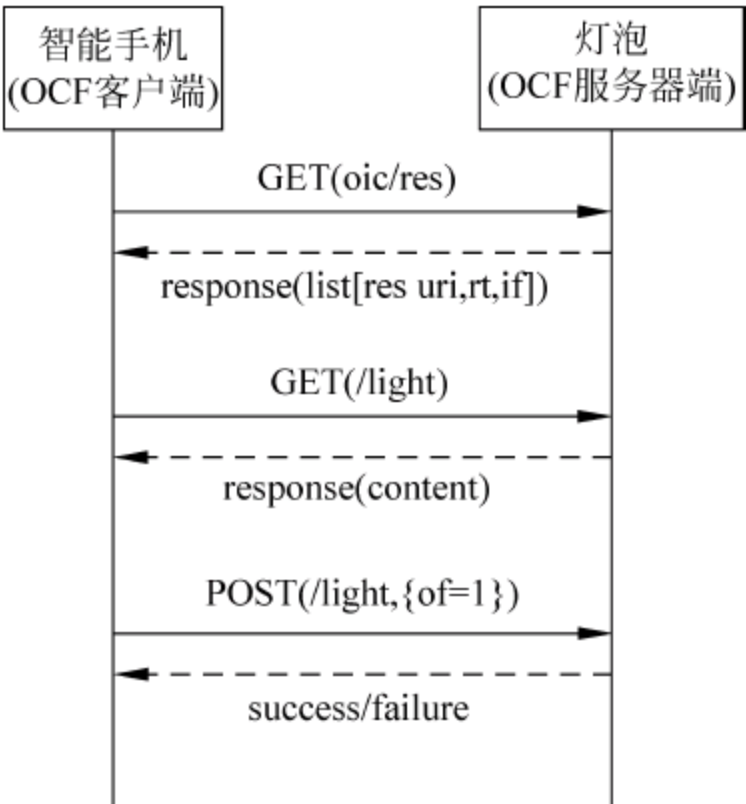 智能手机
(OCF客户端)
灯泡
(OCF服务器端)
GET(oic/res)
response(list[res uri,rt,if])
GET(/light)
response(content)
POST(/light,{of=1})
success/failure